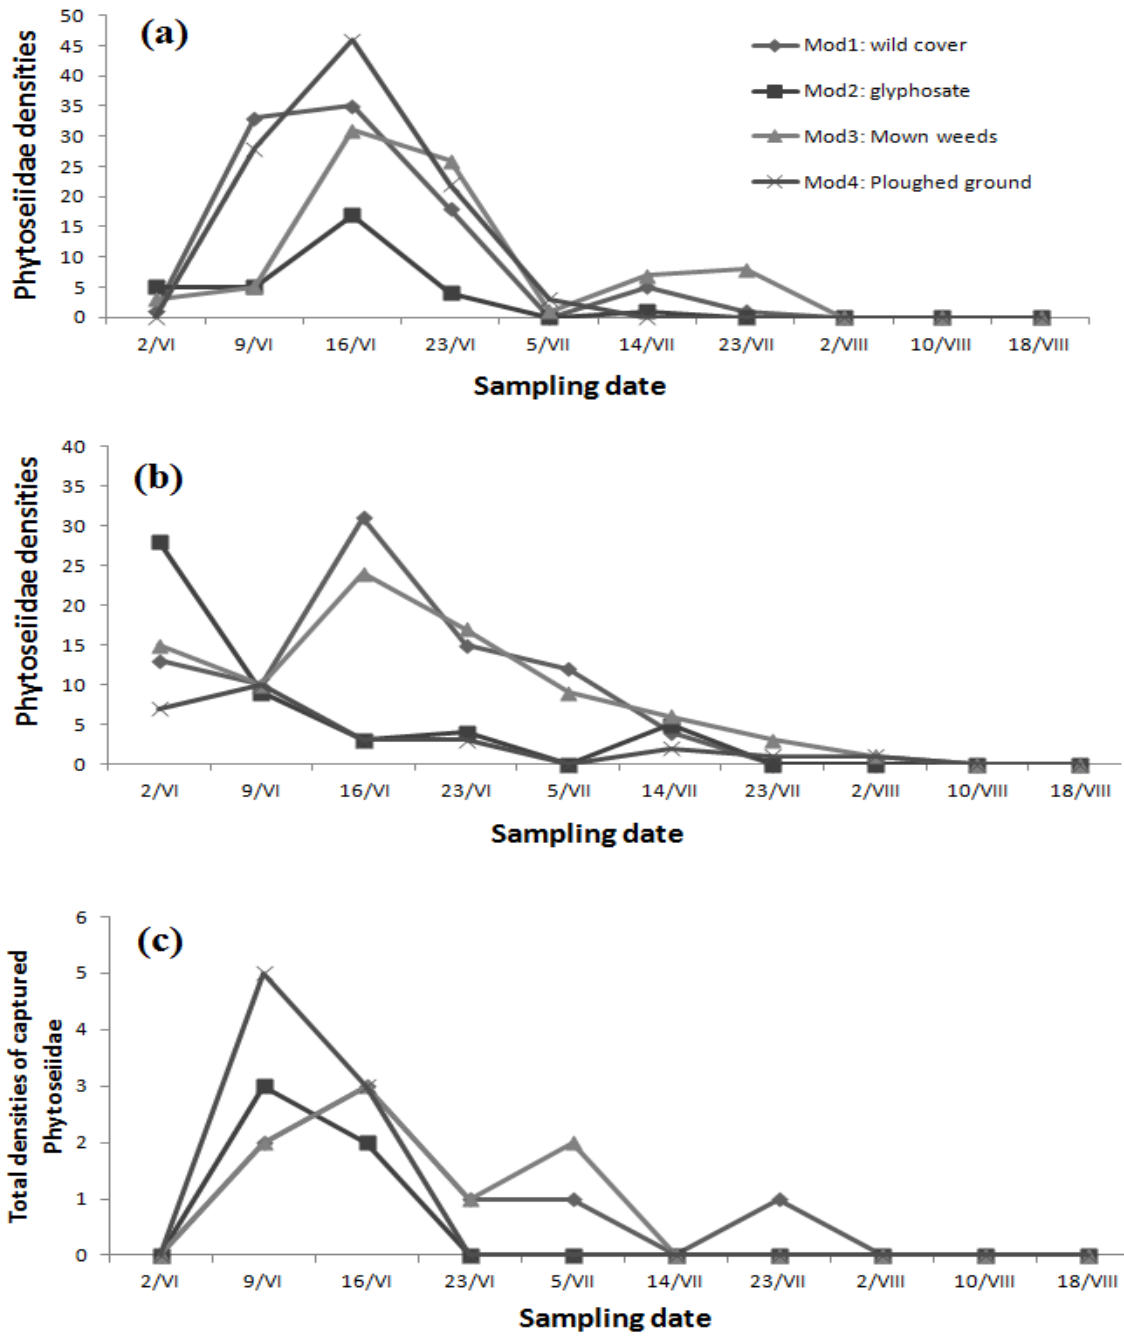 (a)
Phytoseiidae densities
50
45
40
35
30
25
20
15
10
5
0
Mod1: wild cover
Mod2: glyphosate
Mod3: Mown weeds
Mod4: Ploughed ground
2/VI 9/VI 16/VI 23/VI 5/VII 14/VII 23/VII 2/VIII 10/VIII 18/VIII
Sampling date
(b)
Phytoseiidae densities
40
35
30
25
20
15
10
5
0
2/VI 9/VI 16/VI 23/VI 5/VII 14/VII 23/VII 2/VIII 10/VIII 18/VIII
Sampling date
(c)
Total densities of captured
Phytoseiidae
6
5
4
3
2
1
0
2/VI 9/VI 16/VI 23/VI 5/VII 14/VII 23/VII 2/VIII 10/VIII 18/VIII
Sampling date